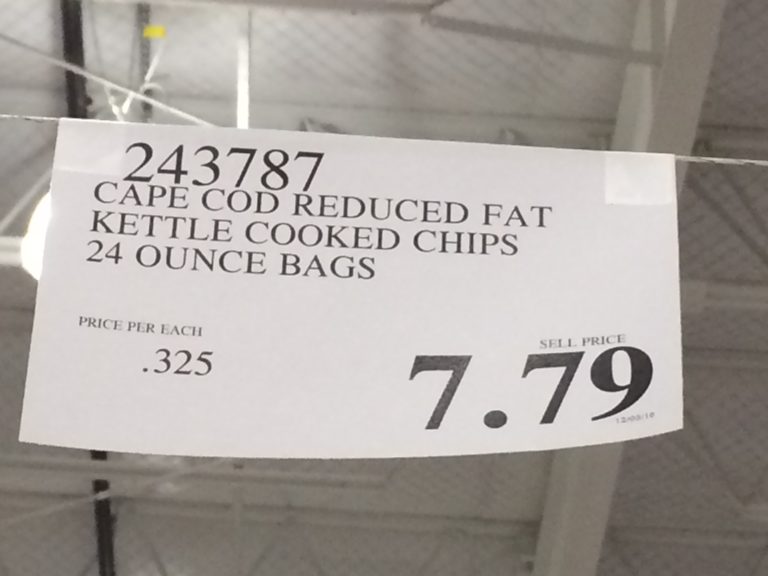 243787
CAPE COD REDUCED FAT
KETTLE COOKED CHIPS
24 OUNCE BAGS
PRICE PER EACH
.325
SELL PRICE
7.79